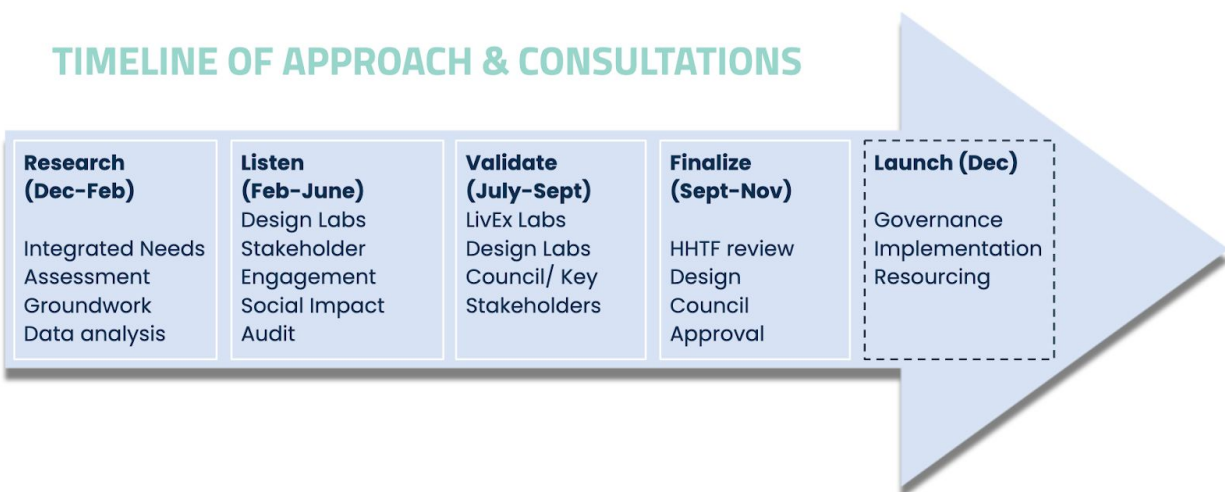 TIMELINE OF APPROACH & CONSULTATIONS
Research
(Dec-Feb)
Integrated Needs
Assessment
Groundwork
Data analysis
Listen
(Feb-June)
Design Labs
Stakeholder
Engagement
Social Impact
Audit
Validate
(July-Sept)
LivEx Labs
Design Labs
Council/ Key
Stakeholders
Finalize
(Sept-Nov)
HHTF review
Design
Council
Approval
Launch (Dec)
Governance
Implementation
Resourcing